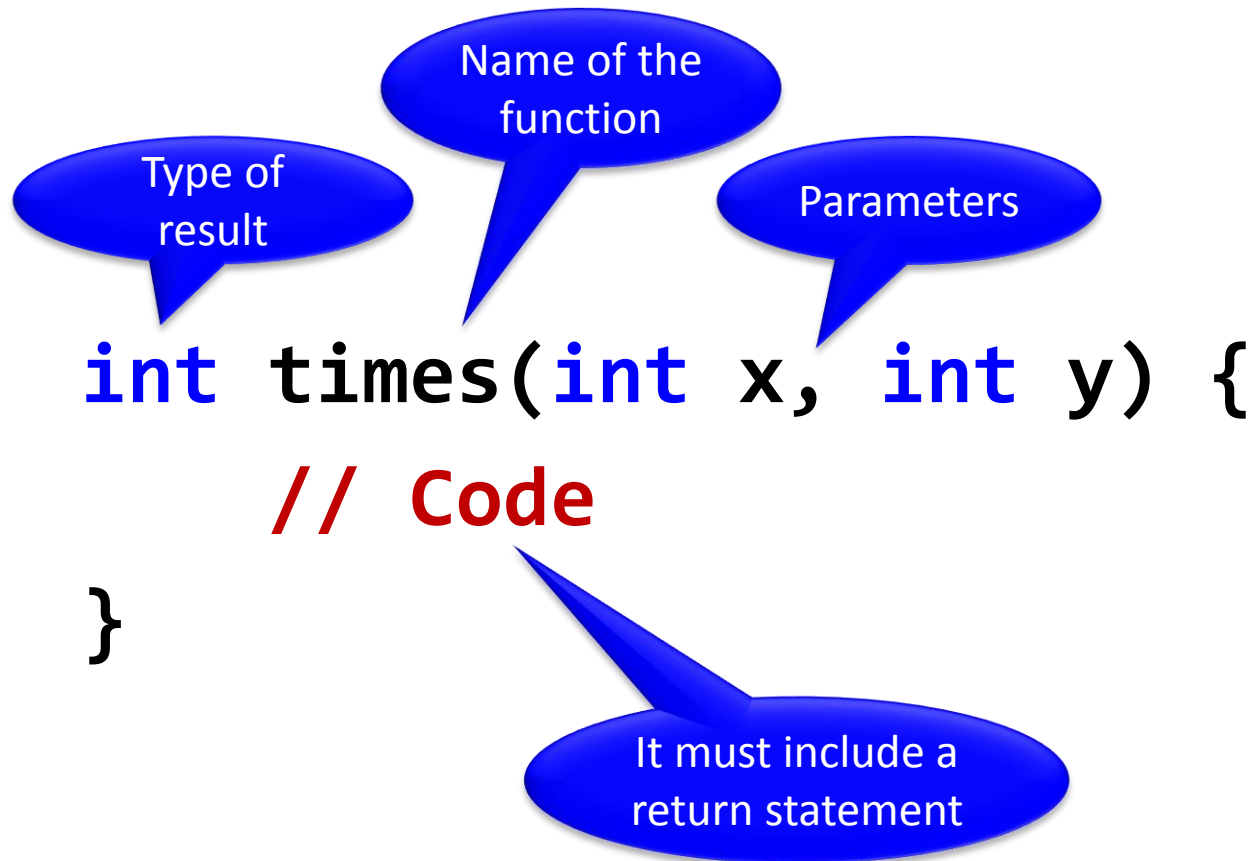 Name of the
function
Type of
result
Parameters
int times(int x, int y) {
// Code
}
It must include a
return statement